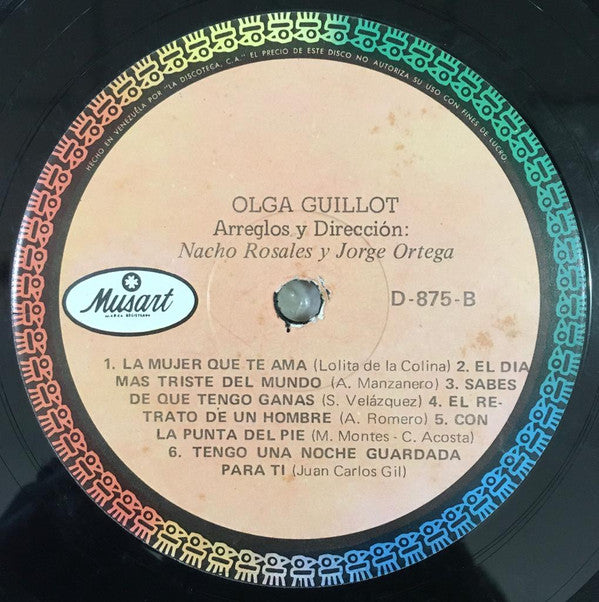 HECHO EN VENEZUELA POR "LA DISCOTECA, C.A." EL PRECIO DE ESTE DISCO NO AUTORIZA SU USO CON FINES DE LUCRO.
OLGA GUILLOT
Arreglos y Dirección:
Nacho Rosales y Jorge Ortega
Musart
MARCA REGISTRADA
D-875-B
1. LA MUJER QUE TE AMA (Lolita de la Colina) 2. EL DIA
MAS TRISTE DEL MUNDO (A. Manzanero) 3. SABES
DE QUE TENGO GANAS (S. Velázquez) 4. EL RE-
TRATO DE UN HOMBRE (A. Romero) 5. CON
LA PUNTA DEL PIE (M. Montes - C. Acosta)
6. TENGO UNA NOCHE GUARDADA
PARA TI (Juan Carlos Gil)